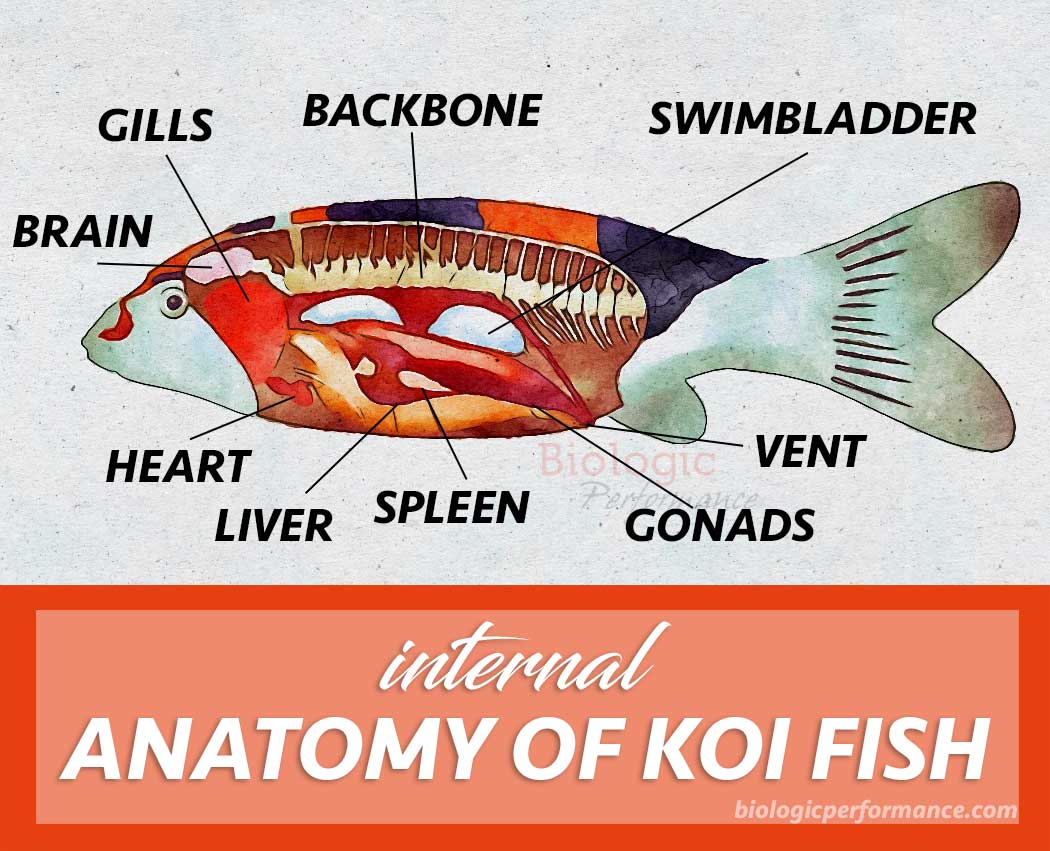 GILLS
BACKBONE
SWIMBLADDER
BRAIN
HEART
LIVER
SPLEEN
VENT
GONADS
Biologic
Performance
internal
ANATOMY OF KOI FISH
biologicperformance.com